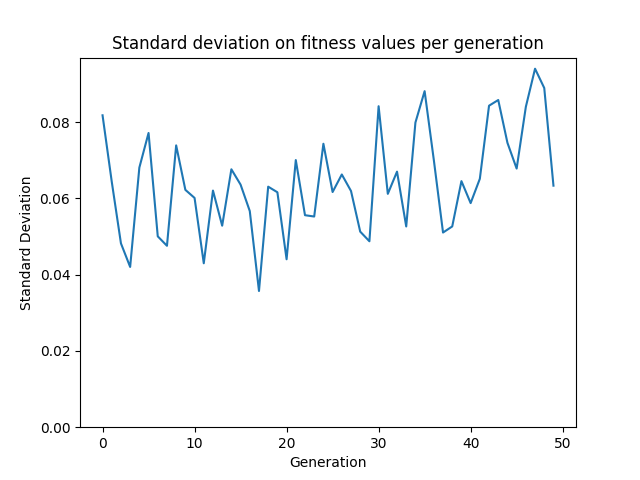 Standard deviation on fitness values per generation
Standard Deviation
0.08
0.06
0.04
0.02
0.00
0 10 20 30 40 50
Generation